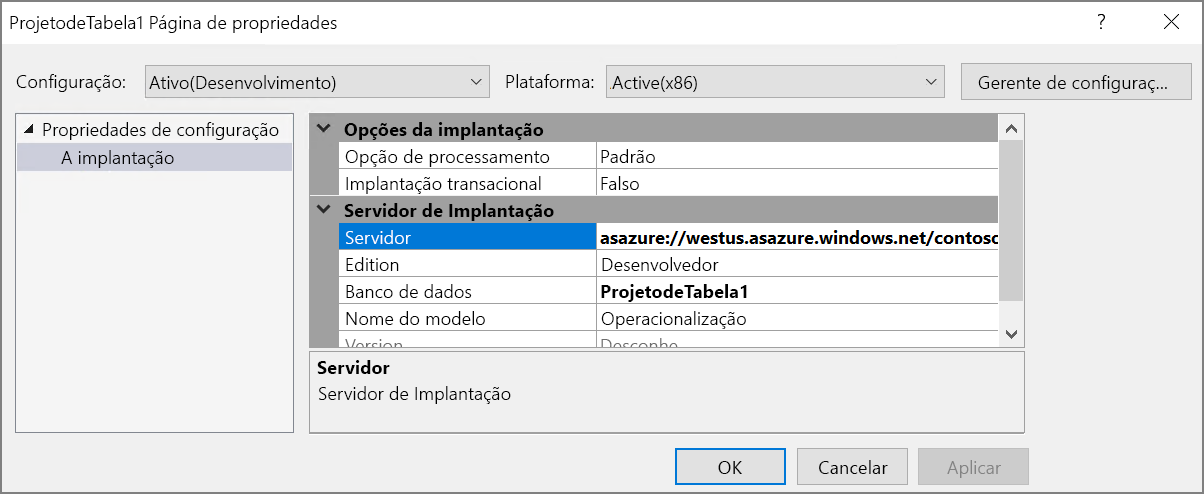 ProjetodeTabela1 Página de propriedades ?
Configuração: Ativo(Desenvolvimento) Plataforma: .Active(x86) Gerente de configuraç...
Propriedades de configuração
A implantação
Opções da implantação
Opção de processamento Padrão
Implantação transacional Falso
Servidor de Implantação
Servidor asazure://westus.asazure.windows.net/contosc
Edition Desenvolvedor
Banco de dados ProjetodeTabela1
Nome do modelo Operacionalização
Version Desconhe
Servidor
Servidor de Implantação
OK Cancelar Aplicar